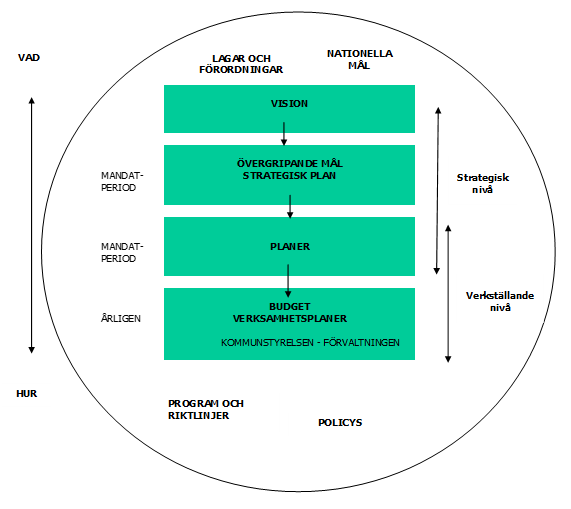 VAD
LAGAR OCH
FÖRORDNINGAR
NATIONELLA
MÅL
VISION
MANDAT-
PERIOD
ÖVERGRIPANDE MÅL
STRATEGISK PLAN
Strategisk
nivå
MANDAT-
PERIOD
PLANER
Verkställande
nivå
ÅRLIGEN
BUDGET
VERKSAMHETSPLANER
KOMMUNSTYRELSEN - FÖRVALTNINGEN
HUR
PROGRAM OCH
RIKTLINJER
POLICYS